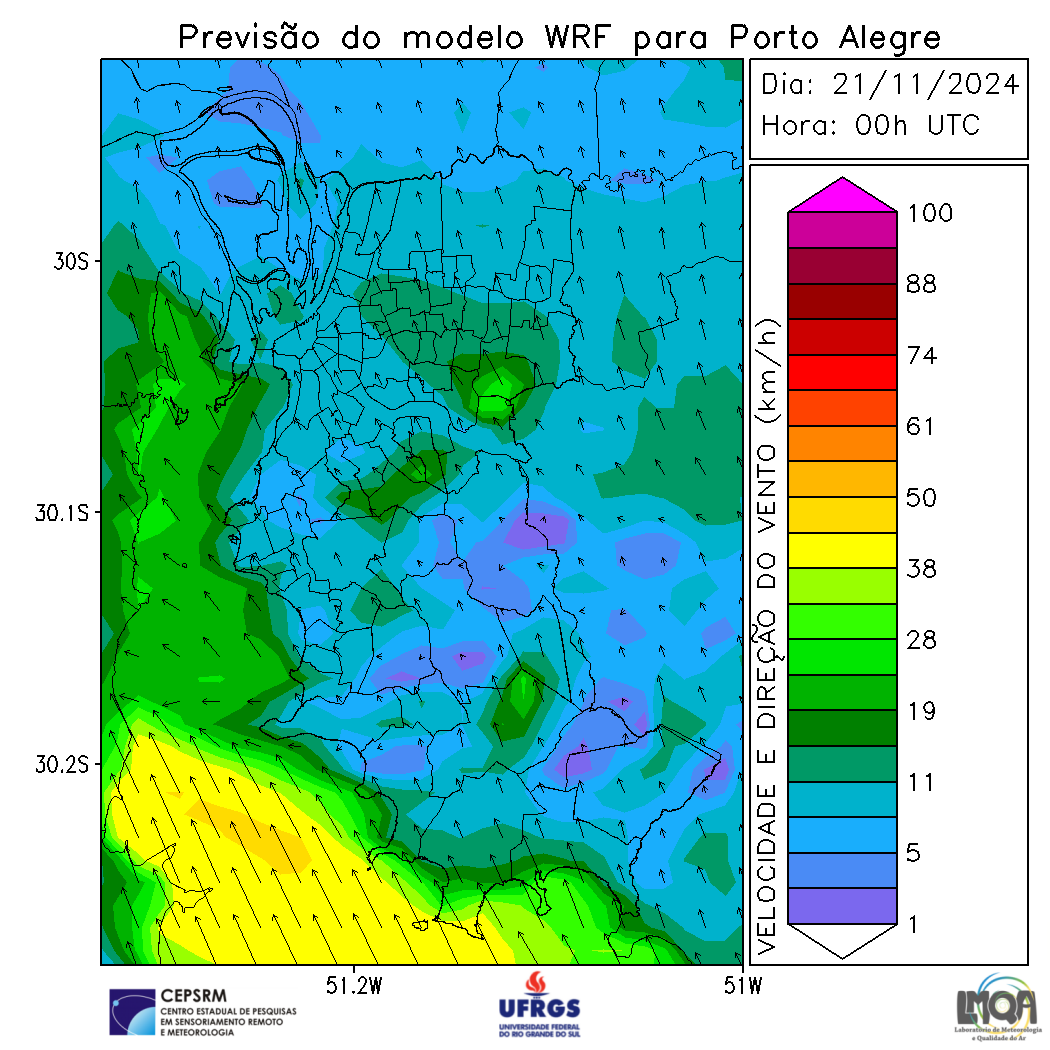 Previsão do modelo WRF para Porto Alegre
Dia: 21/11/2024
Hora: 00h UTC
30S
30.1S
30.2S
51.2W
51W
VELOCIDADE E DIREÇÃO DO VENTO (km/h)
100
88
74
61
50
38
28
19
11
5
1
CEPSRM
CENTRO ESTADUAL DE PESQUISAS
EM SENSORIAMENTO REMOTO
E METEOROLOGIA
UFRGS
UNIVERSIDADE FEDERAL
DO RIO GRANDE DO SUL
LMQA
Laboratório de Meteorologia
e Qualidade do Ar